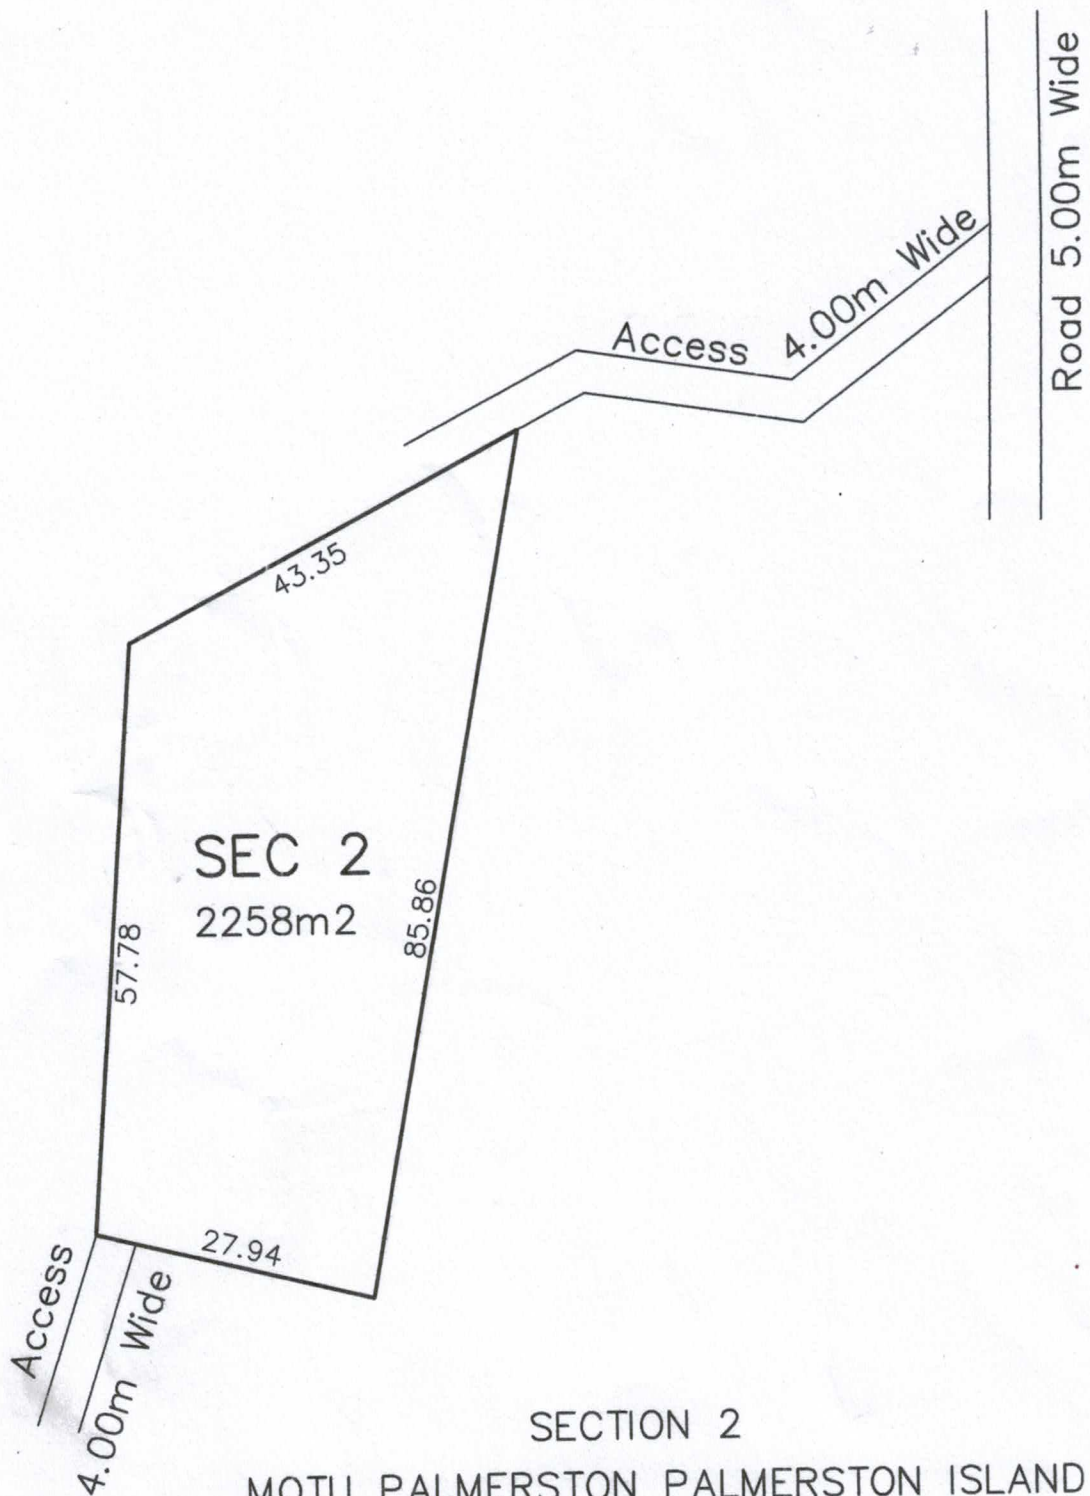 Road 5.00m Wide
Access 4.00m Wide
43.35
SEC 2
2258m2
57.78
85.86
27.94
Access
4.00m Wide
SECTION 2
MOTU PALMERSTON PALMERSTON ISLAND